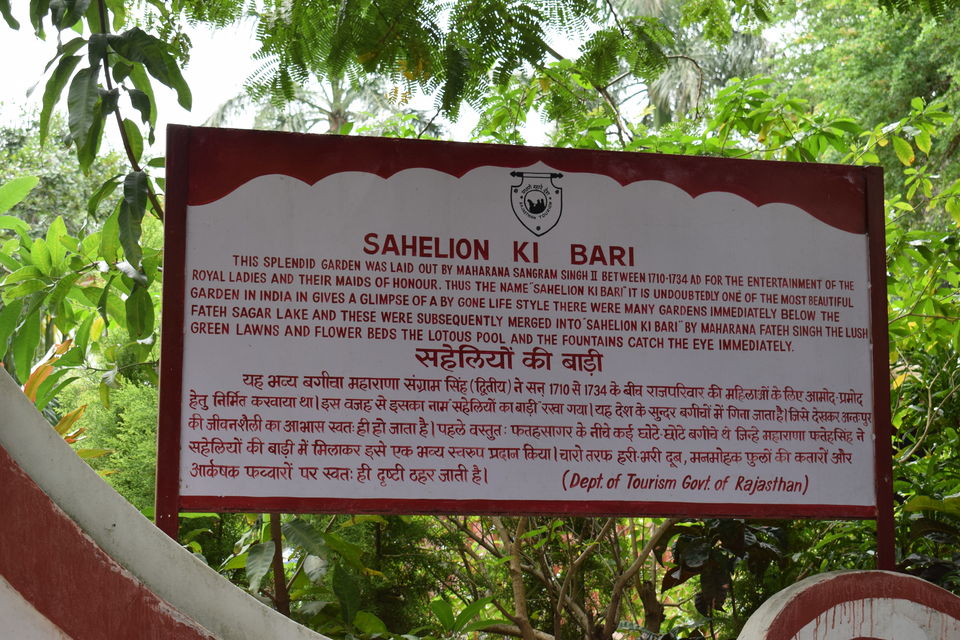 RAJASTHAN TOURISM
SAHELION KI BARI
THIS SPLENDID GARDEN WAS LAID OUT BY MAHARANA SANGRAM SINGH II BETWEEN 1710-1734 AD FOR THE ENTERTAINMENT OF THE
ROYAL LADIES AND THEIR MAIDS OF HONOUR. THUS THE NAME "SAHELION KI BARI" IT IS UNDOUBTEDLY ONE OF THE MOST BEAUTIFUL
GARDEN IN INDIA IN GIVES A GLIMPSE OF A BY GONE LIFE STYLE THERE WERE MANY GARDENS IMMEDIATELY BELOW THE
FATEH SAGAR LAKE AND THESE WERE SUBSEQUENTLY MERGED INTO "SAHELION KI BARI" BY MAHARANA FATEH SINGH THE LUSH
GREEN LAWNS AND FLOWER BEDS THE LOTOUS POOL AND THE FOUNTAINS CATCH THE EYE IMMEDIATELY.
सहेलियों की बाड़ी
यह भव्य बगीचा महाराणा संग्राम सिंह (द्वितीय) ने सन् 1710 से 1734 के बीच राजपरिवार की महिलाओं के लिए आमोद-प्रमोद
हेतु निर्मित करवाया था। इस वजह से इसका नाम सहेलियों का बाड़ी रखा गया। यह देश के सुन्दर बगीचों में गिना जाता है। जिसे देखकर अन्तःपुर
की जीवनशैली का आभास स्वतः ही हो जाता है। पहले वस्तुतः फतहसागर के नीचे कई छोटे-छोटे बगीचे थे जिन्हे महाराणा फतेहसिंह ने
सहेलियों की बाड़ी में मिलाकर इसे एक भव्य स्वरुप प्रदान किया। चारो तरफ हरी-भरी दूब, मनमोहक फुलों की कतारों और
आर्कषक फव्वारों पर स्वतः ही दृष्टी ठहर जाती है।
(Dept. of Tourism Govt. of Rajasthan)